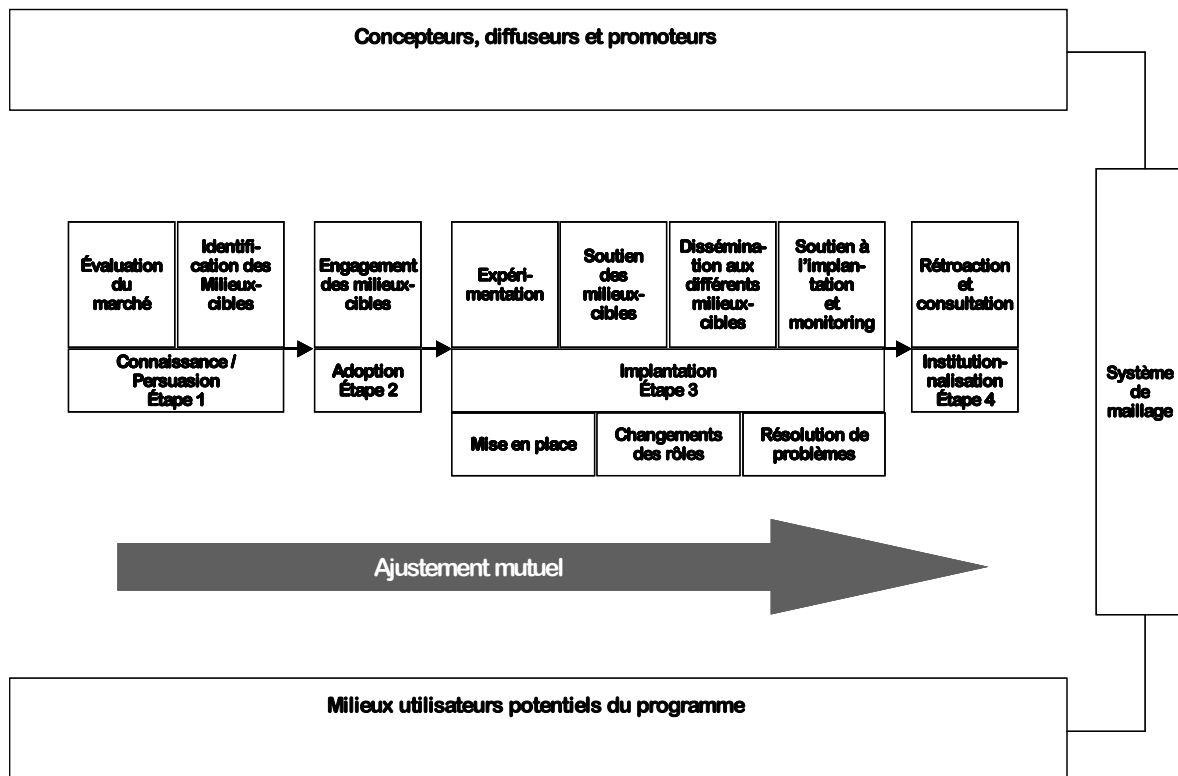 Concepteurs, diffuseurs et promoteurs
Évaluation
du
marché
Identifi-
cation des
Milieux-
cibles
Engagement
des milieux-
cibles
Expéri-
mentation
Soutien
des
milieux-
cibles
Dissémina-
tion aux
différents
milieux-
cibles
Soutien à
l'implan-
tation
et
monitoring
Rétroaction
et
consultation
Connaissance /
Persuasion
Étape 1
Adoption
Étape 2
Implantation
Étape 3
Institution-
nalisation
Étape 4
Mise en place
Changements
des rôles
Résolution de
problèmes
Système
de
maillage
Ajustement mutuel
Milieux utilisateurs potentiels du programme